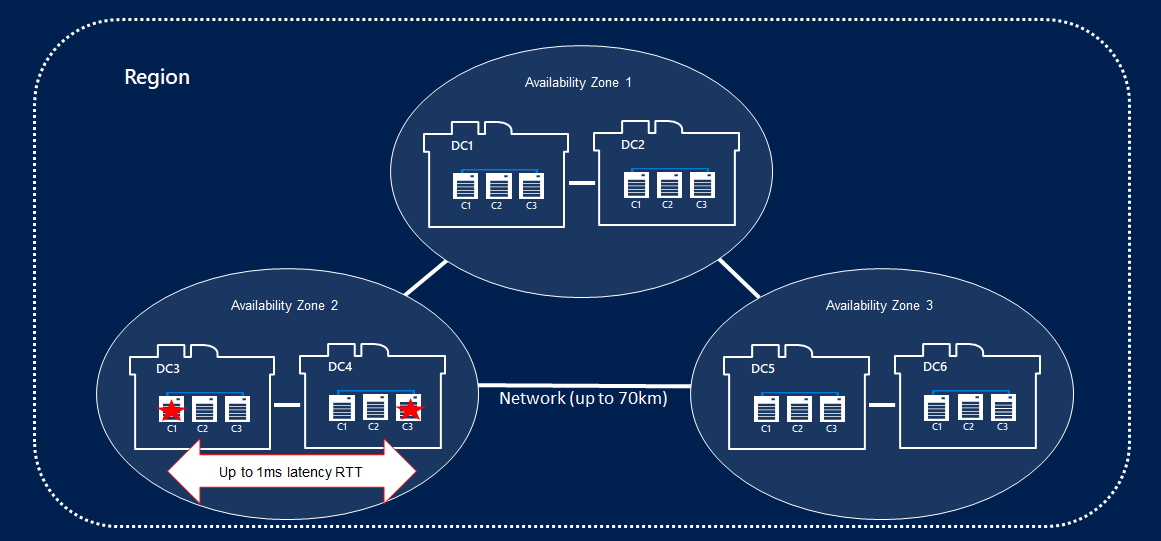 Region
Availability Zone 1
DC1
DC2
C1 C2 C3
C1 C2 C3
Availability Zone 2
DC3
DC4
C1 C2 C3
C1 C2 C3
Up to 1ms latency RTT
Network (up to 70km)
Availability Zone 3
DC5
DC6
C1 C2 C3
C1 C2 C3